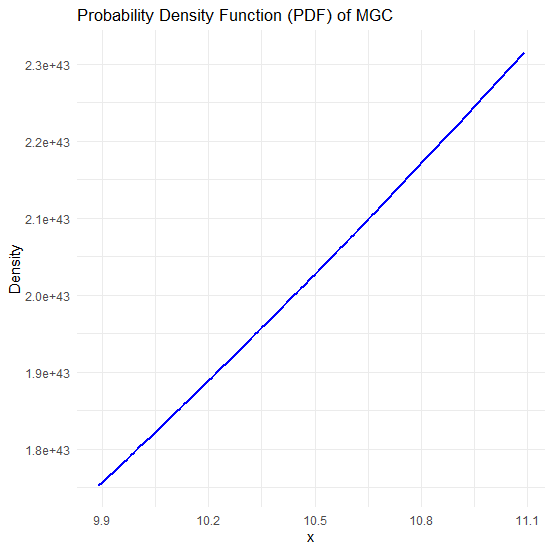 Probability Density Function (PDF) of MGC
2.3e+43
2.2e+43
2.1e+43
2.0e+43
1.9e+43
1.8e+43
Density
9.9 10.2 10.5 10.8 11.1
x